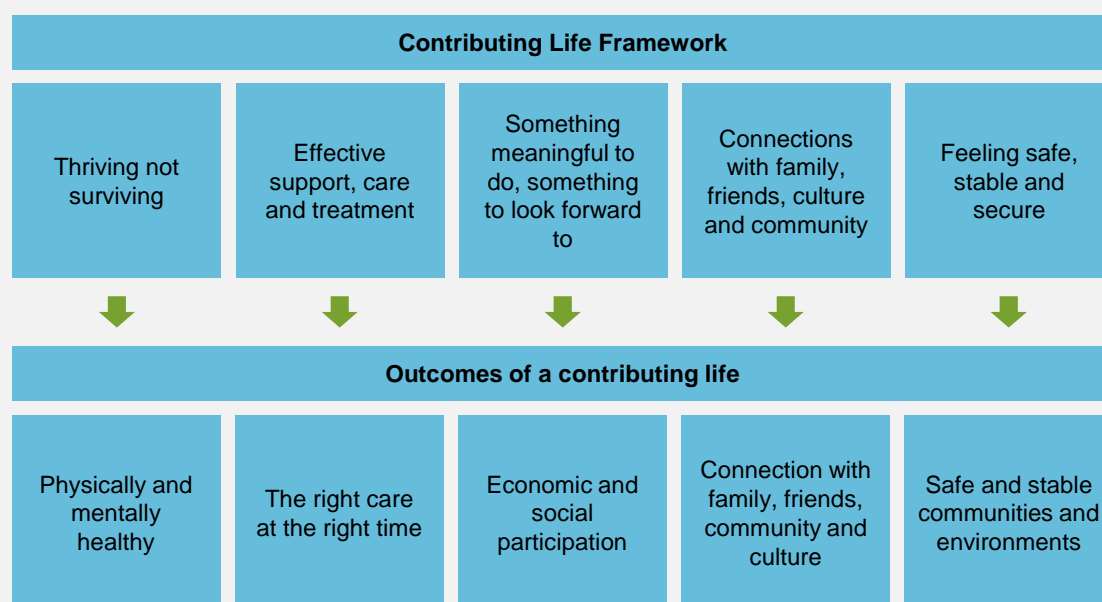 Contributing Life Framework
Thriving not
surviving
Effective
support, care
and treatment
Something
meaningful to
do, something
to look forward
to
Connections
with family,
friends, culture
and community
Feeling safe,
stable and
secure
Outcomes of a contributing life
Physically and
mentally
healthy
The right care
at the right time
Economic and
social
participation
Connection with
family, friends,
community and
culture
Safe and stable
communities and
environments